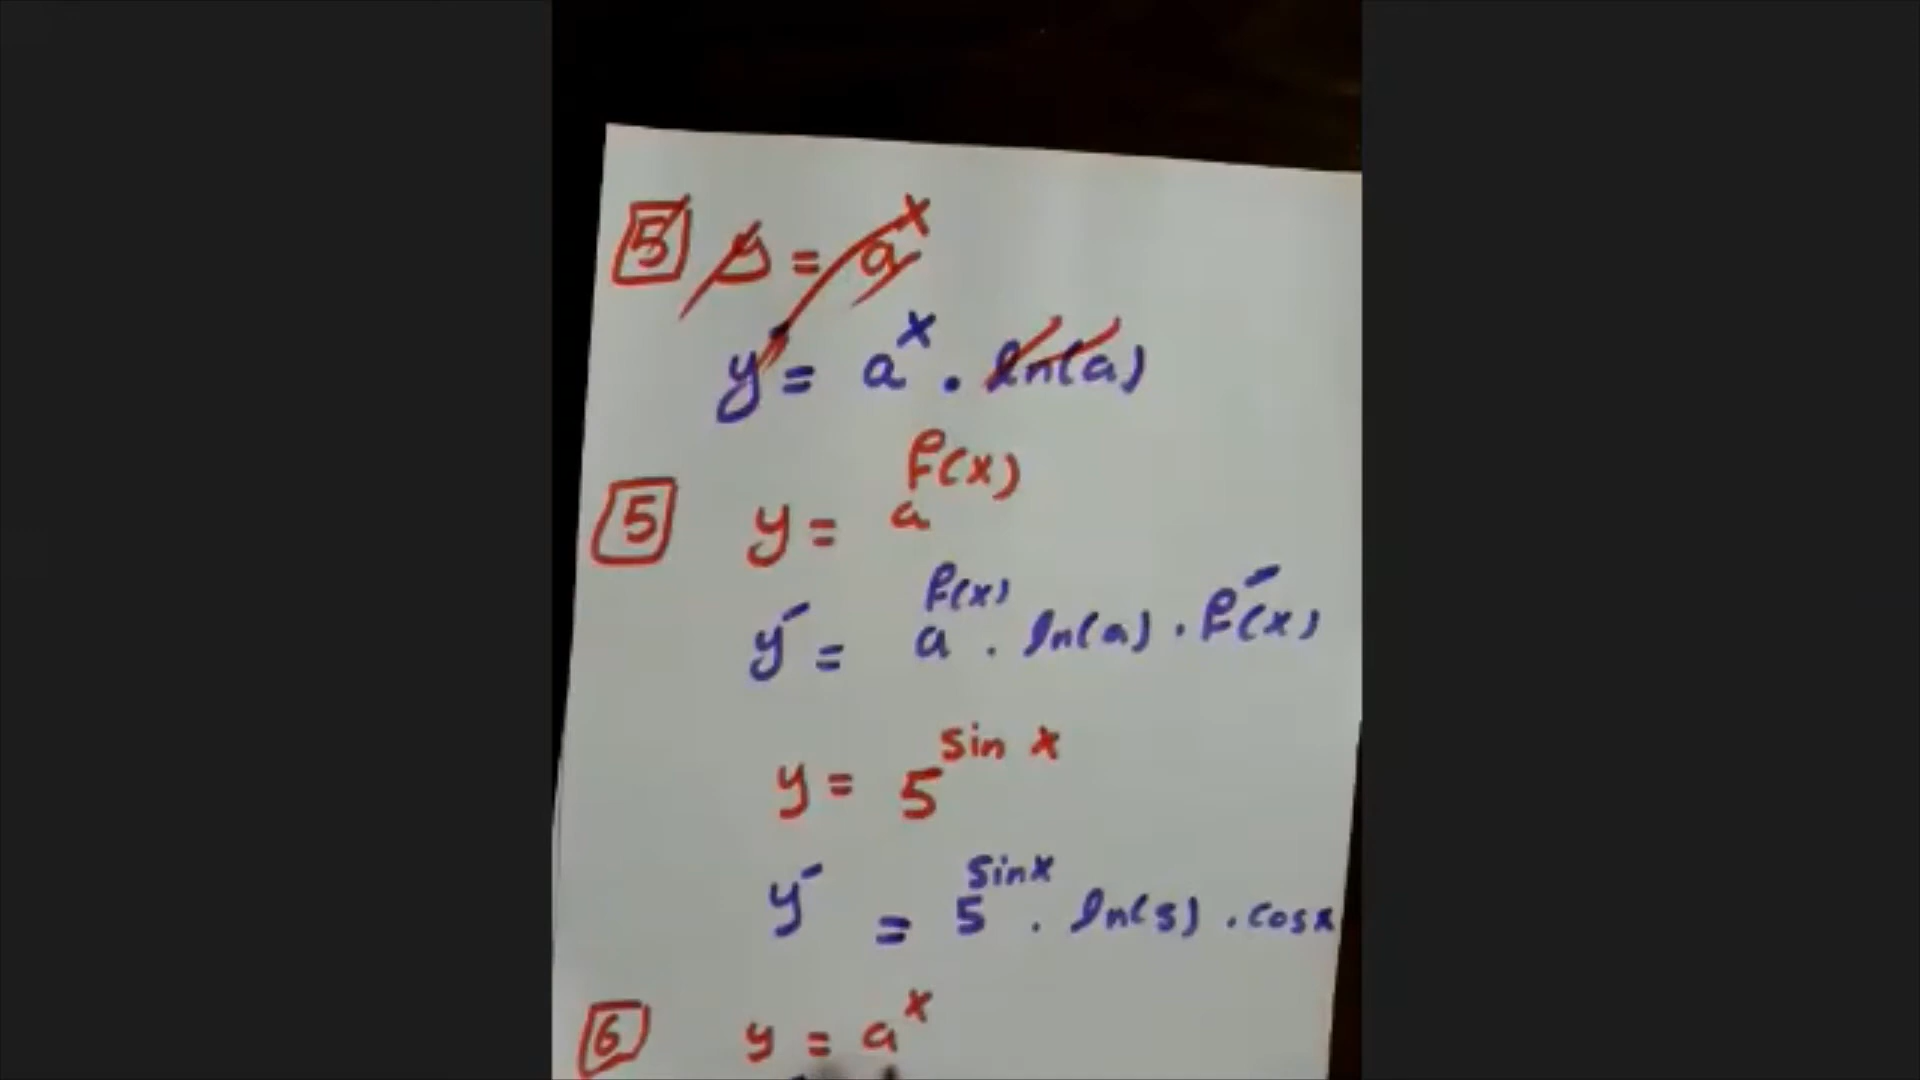 5 y = a^x
y' = a^x . ln(a)
5 y = a^f(x)
y' = a^f(x) . ln(a) . f'(x)
y = 5^sin x
y' = 5^sinx . ln(5) . cosx
6 y = a^x